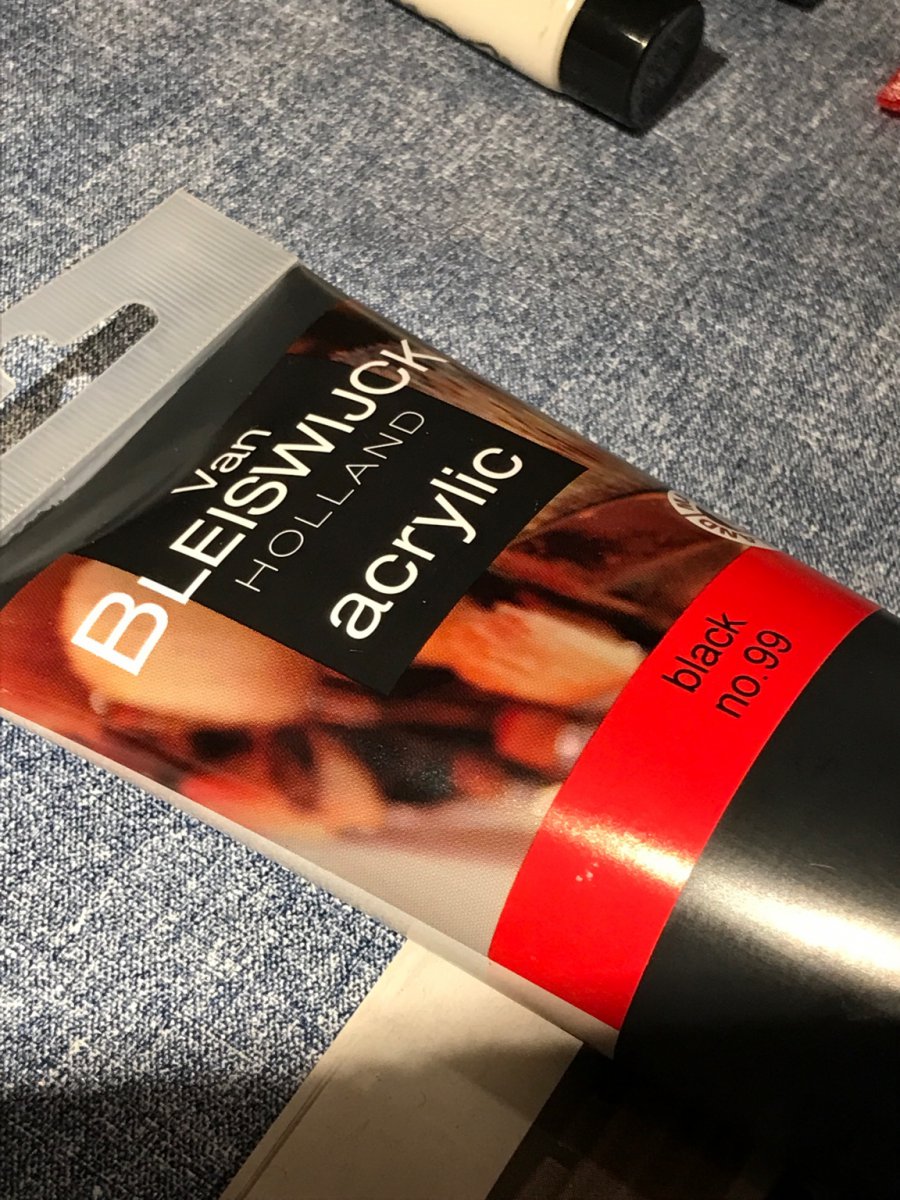 Van
BLEISWIJCK
HOLLAND
acrylic
black
no.99